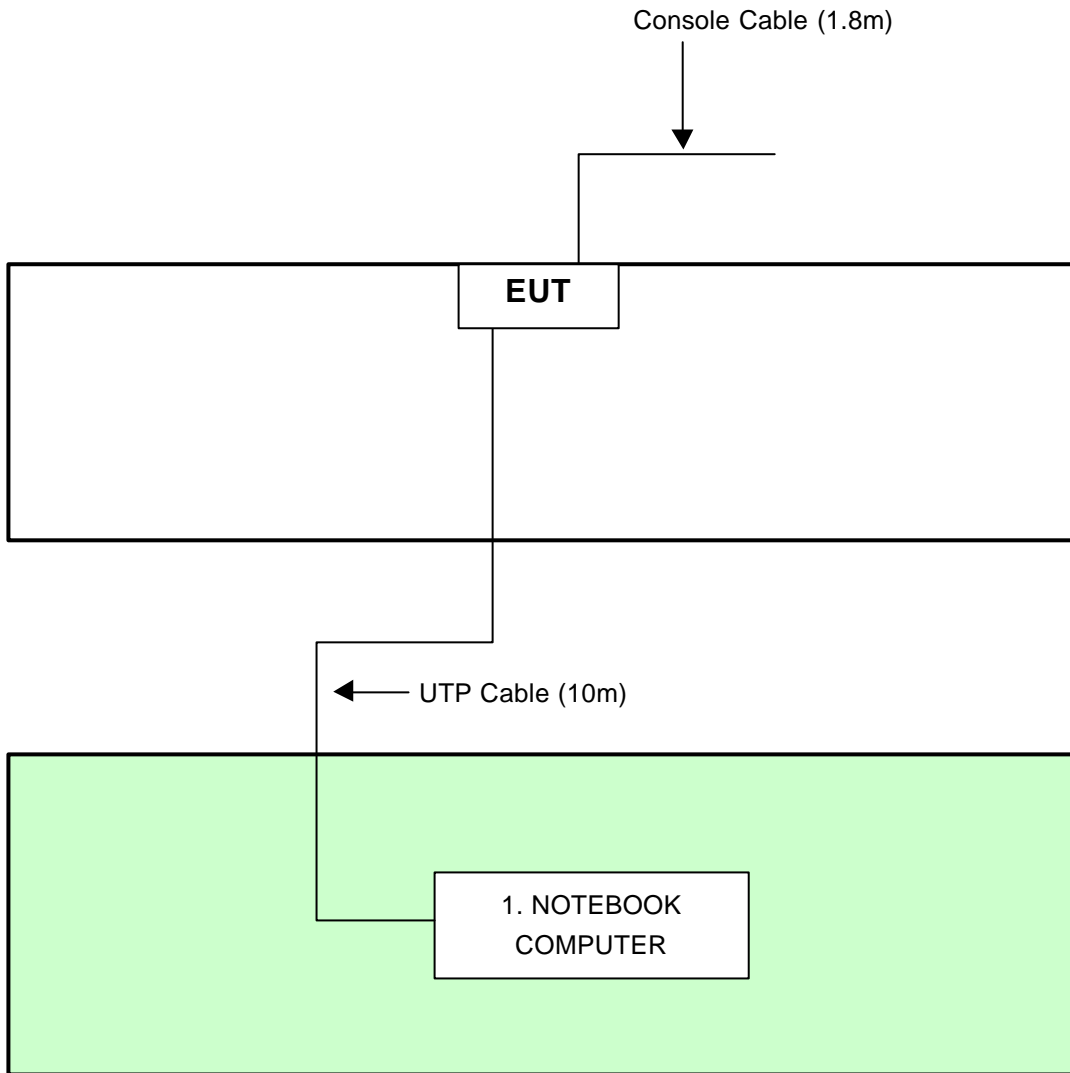 Console Cable (1.8m)
EUT
UTP Cable (10m)
1. NOTEBOOK
COMPUTER